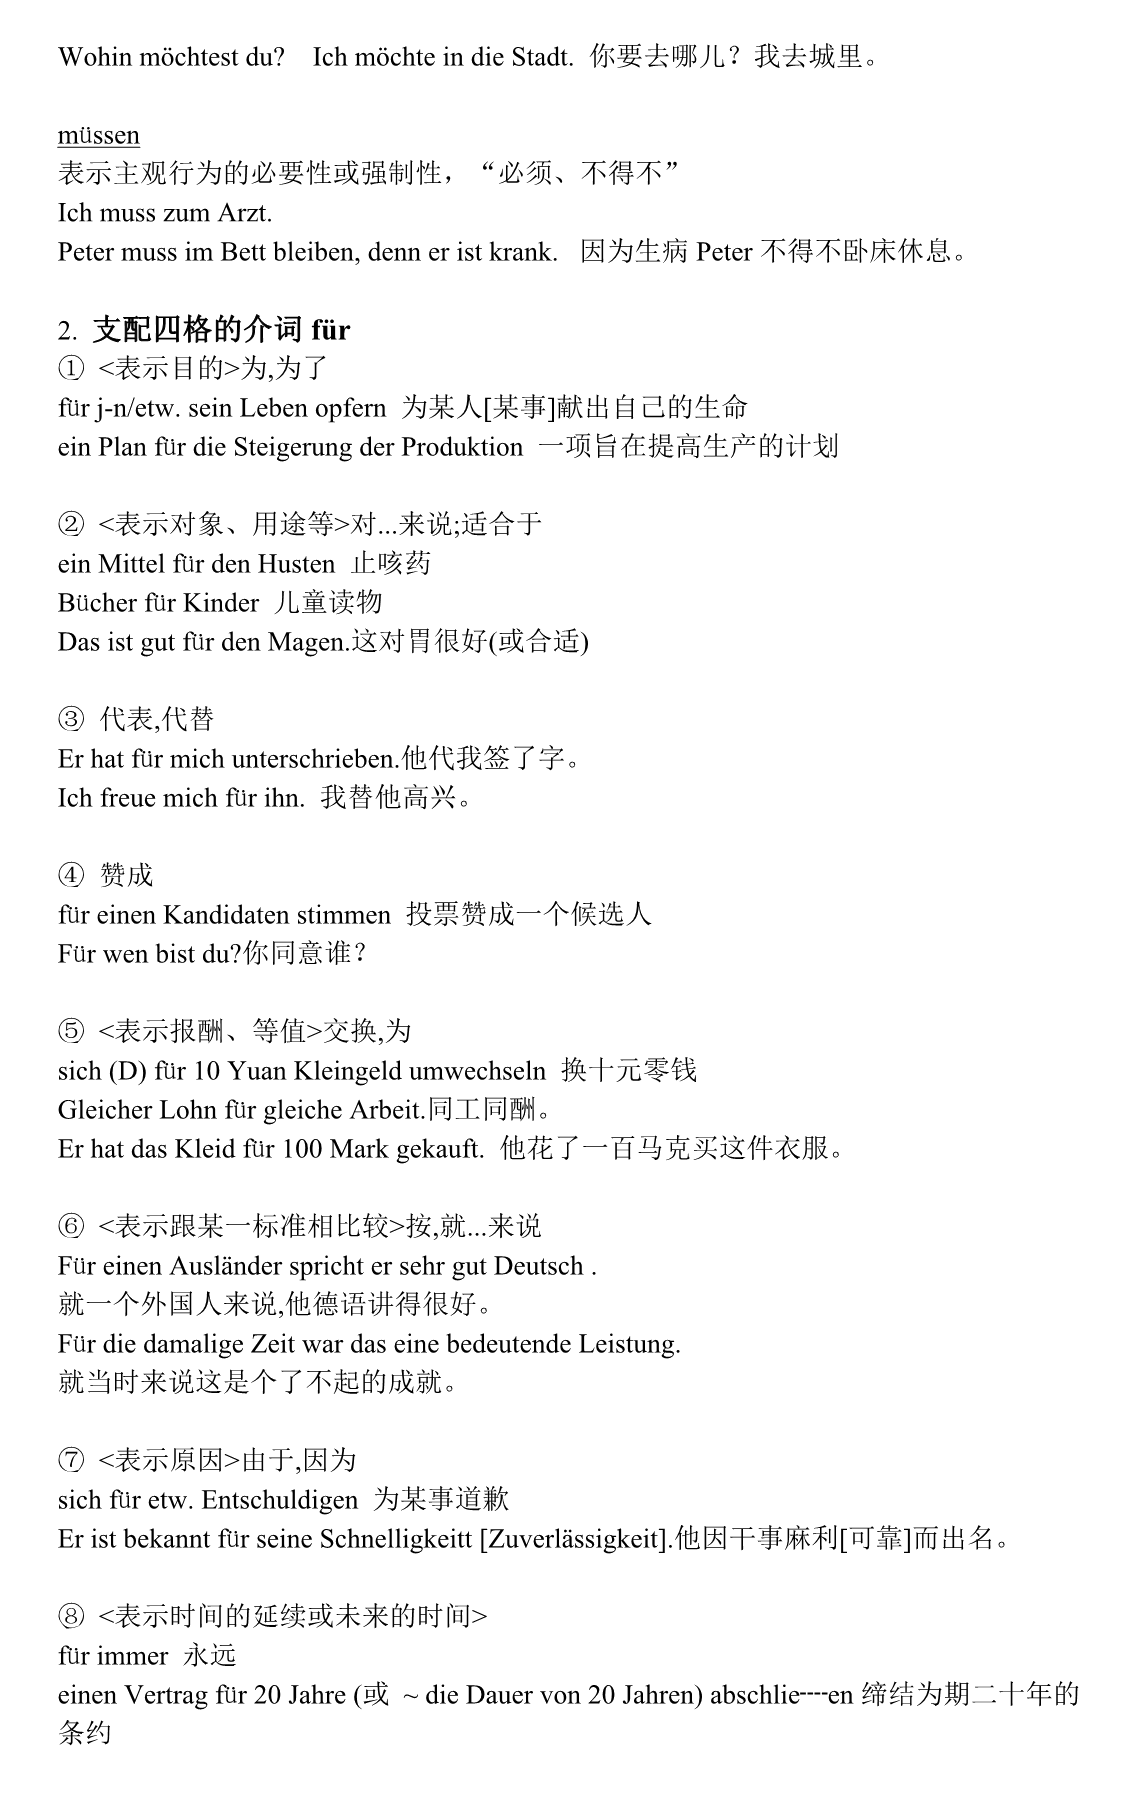 Wohin möchtest du?    Ich möchte in die Stadt.  你要去哪儿？我去城里。
müssen
表示主观行为的必要性或强制性，“必须、不得不”
Ich muss zum Arzt.
Peter muss im Bett bleiben, denn er ist krank.   因为生病 Peter 不得不卧床休息。
2.  支配四格的介词 für
①  <表示目的>为,为了
für j-n/etw. sein Leben opfern  为某人[某事]献出自己的生命
ein Plan für die Steigerung der Produktion  一项旨在提高生产的计划
②  <表示对象、用途等>对...来说;适合于
ein Mittel für den Husten  止咳药
Bücher für Kinder  儿童读物
Das ist gut für den Magen.这对胃很好(或合适)
③  代表,代替
Er hat für mich unterschrieben.他代我签了字。
Ich freue mich für ihn.  我替他高兴。
④  赞成
für einen Kandidaten stimmen  投票赞成一个候选人
Für wen bist du?你同意谁？
⑤  <表示报酬、等值>交换,为
sich (D) für 10 Yuan Kleingeld umwechseln  换十元零钱
Gleicher Lohn für gleiche Arbeit.同工同酬。
Er hat das Kleid für 100 Mark gekauft.  他花了一百马克买这件衣服。
⑥  <表示跟某一标准相比较>按,就...来说
Für einen Ausländer spricht er sehr gut Deutsch .
就一个外国人来说,他德语讲得很好。
Für die damalige Zeit war das eine bedeutende Leistung.
就当时来说这是个了不起的成就。
⑦  <表示原因>由于,因为
sich für etw. Entschuldigen  为某事道歉
Er ist bekannt für seine Schnelligkeitt [Zuverlässigkeit].他因干事麻利[可靠]而出名。
⑧  <表示时间的延续或未来的时间>
für immer  永远
einen Vertrag für 20 Jahre (或  ~ die Dauer von 20 Jahren) abschlie----en 缔结为期二十年的
条约